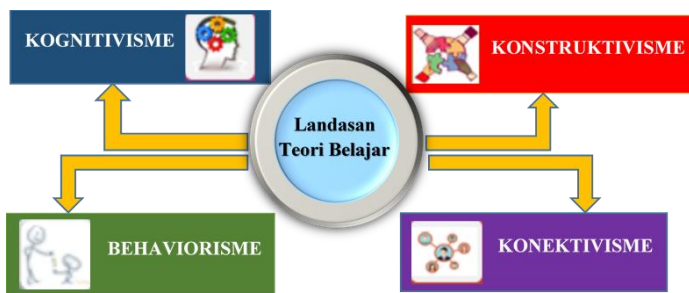 KOGNITIVISME
KONSTRUKTIVISME
Landasan
Teori Belajar
BEHAVIORISME
KONEKTIVISME